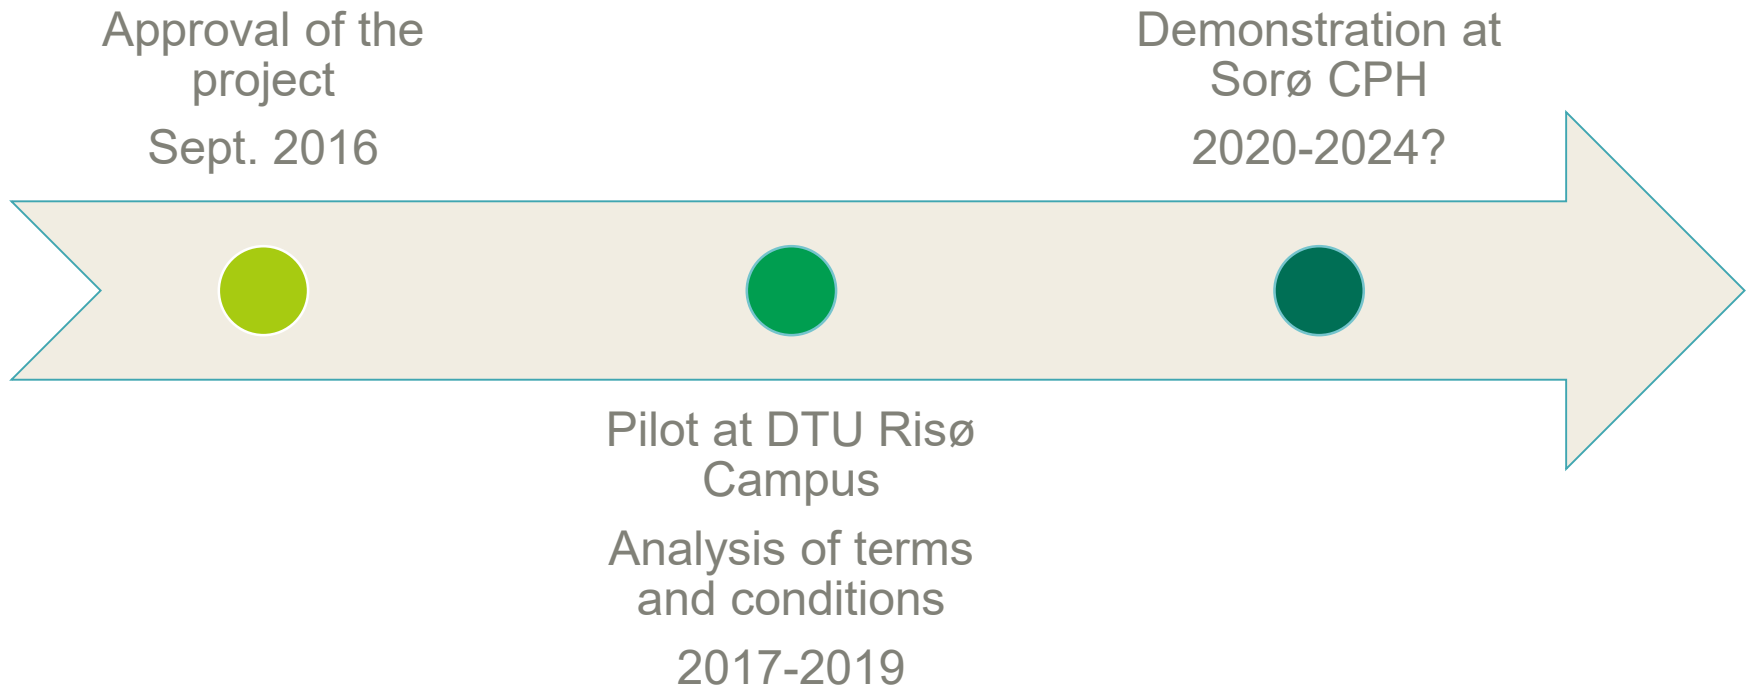 Approval of the
project
Sept. 2016
Pilot at DTU Risø
Campus
Analysis of terms
and conditions
2017-2019
Demonstration at
Sorø CPH
2020-2024?